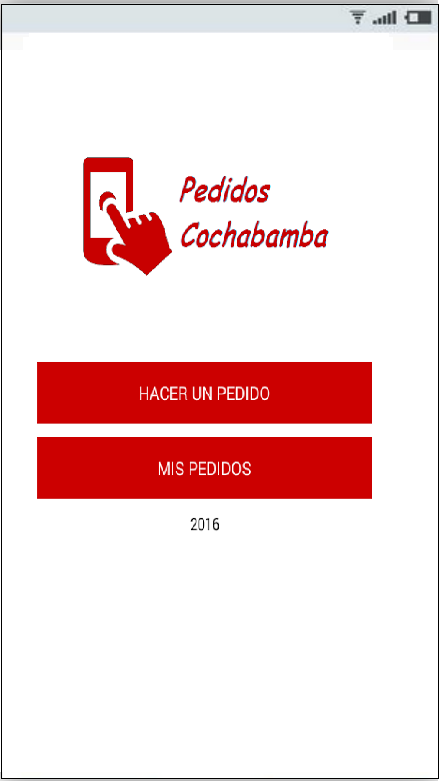 Pedidos
Cochabamba
HACER UN PEDIDO
MIS PEDIDOS
2016